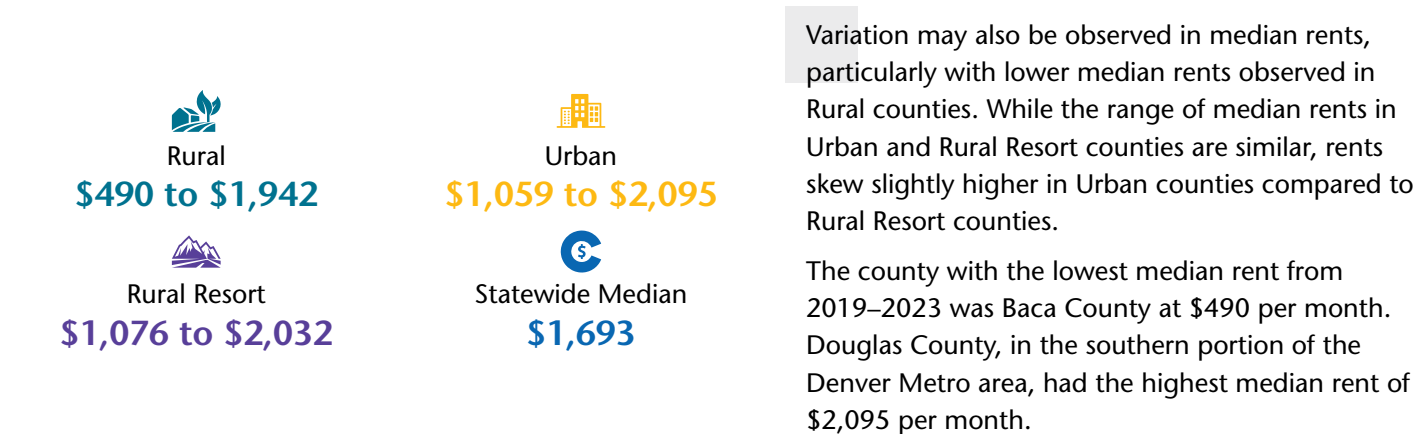 Rural
$490 to $1,942
Urban
$1,059 to $2,095
Rural Resort
$1,076 to $2,032
$
Statewide Median
$1,693
Variation may also be observed in median rents,
particularly with lower median rents observed in
Rural counties. While the range of median rents in
Urban and Rural Resort counties are similar, rents
skew slightly higher in Urban counties compared to
Rural Resort counties.
The county with the lowest median rent from
2019–2023 was Baca County at $490 per month.
Douglas County, in the southern portion of the
Denver Metro area, had the highest median rent of
$2,095 per month.